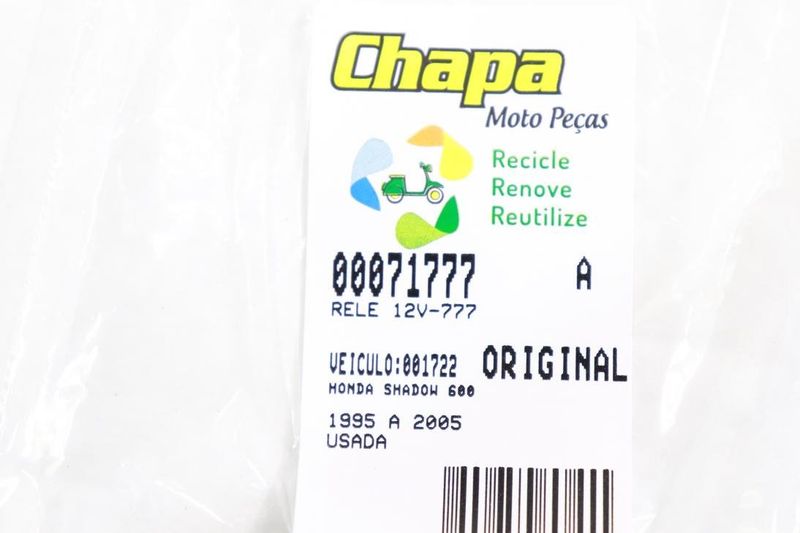 Chapa
Moto Peças
Recicle
Renove
Reutilize
00071777 A
RELE 12V-777
VEICULO:001722 ORIGINAL
HONDA SHADOW 600
1995 A 2005
USADA